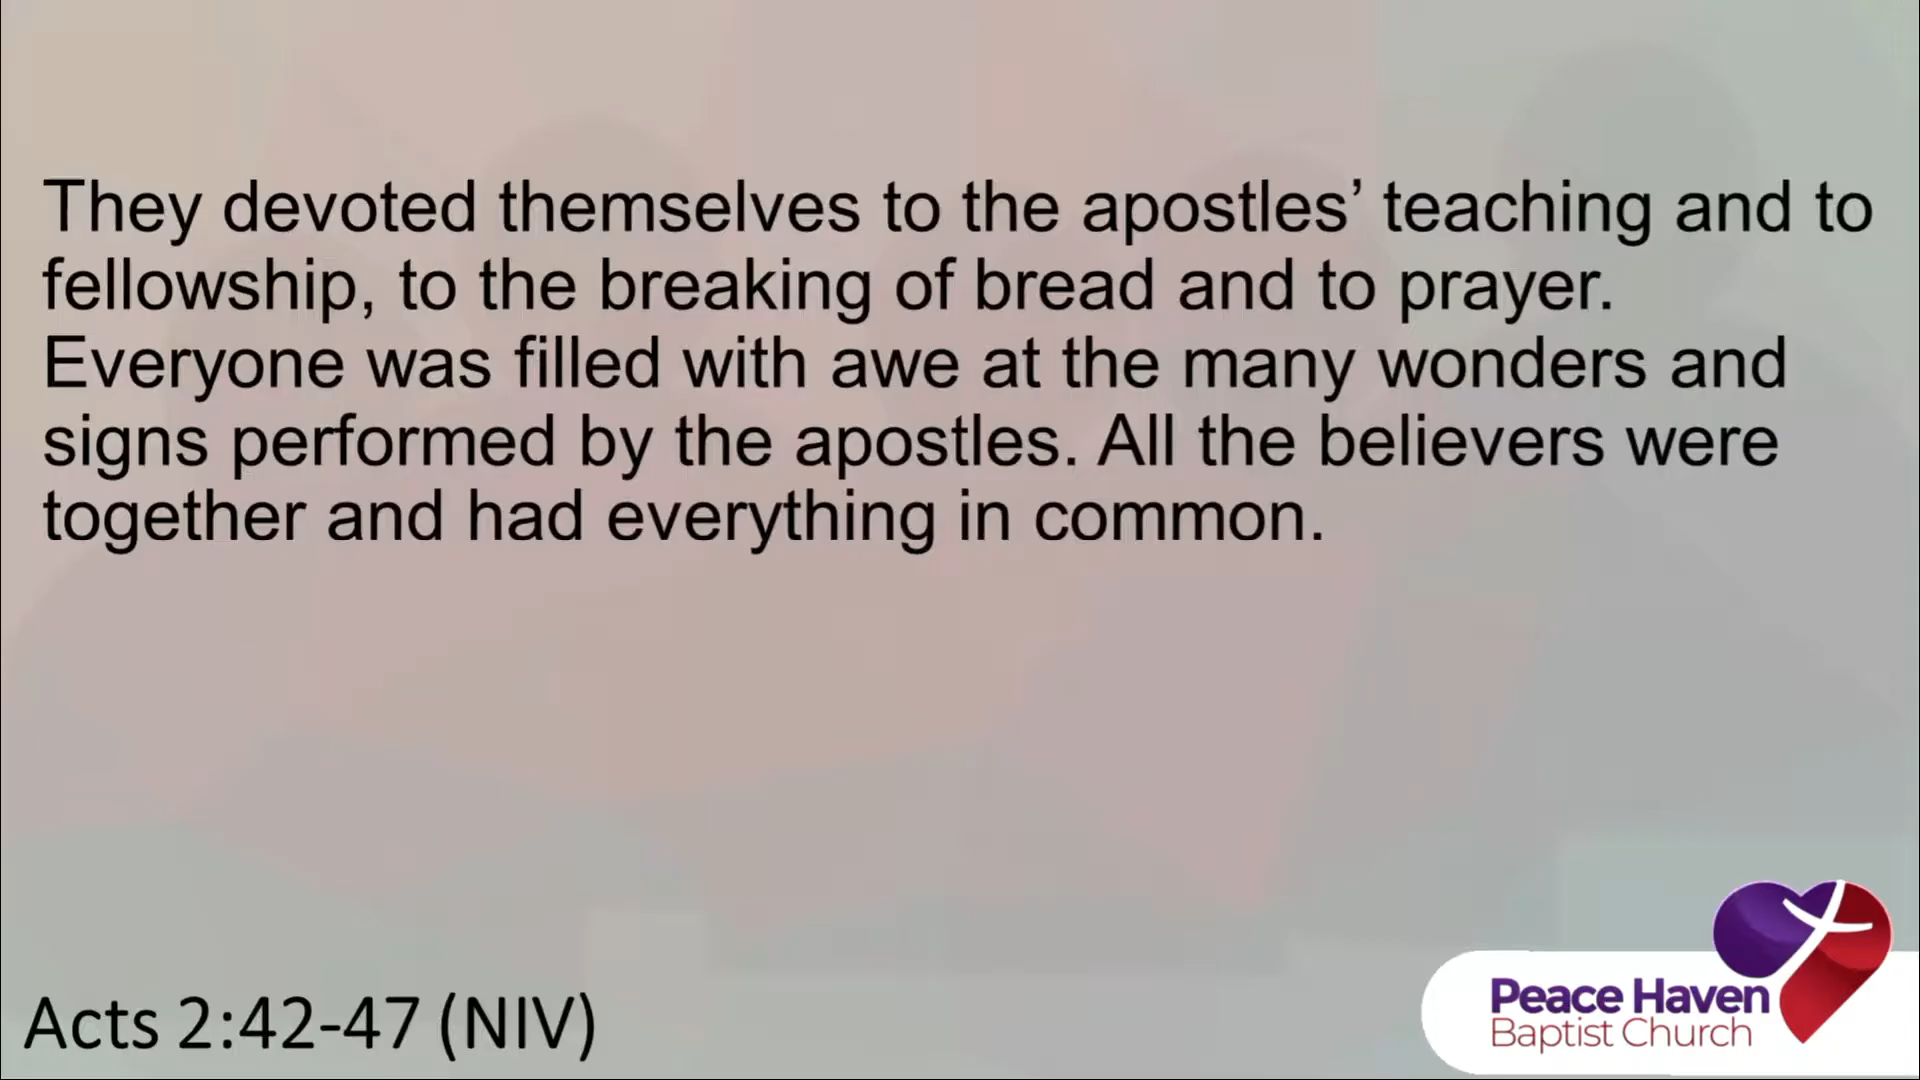 They devoted themselves to the apostles’ teaching and to
fellowship, to the breaking of bread and to prayer.
Everyone was filled with awe at the many wonders and
signs performed by the apostles. All the believers were
together and had everything in common.
Acts 2:42-47 (NIV)
Peace Haven
Baptist Church